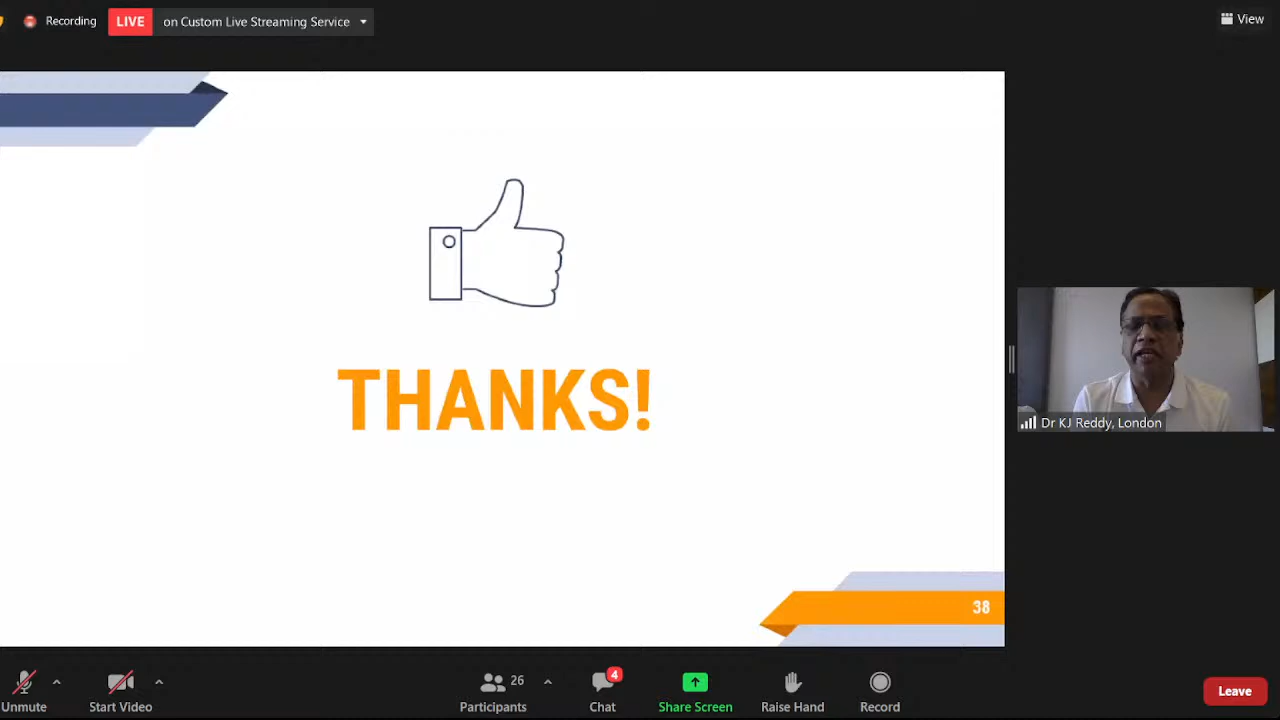 Recording
LIVE on Custom Live Streaming Service
View
THANKS!
Dr KJ Reddy, London
38
Unmute
Start Video
26
Participants
4
Chat
Share Screen
Raise Hand
Record
Leave